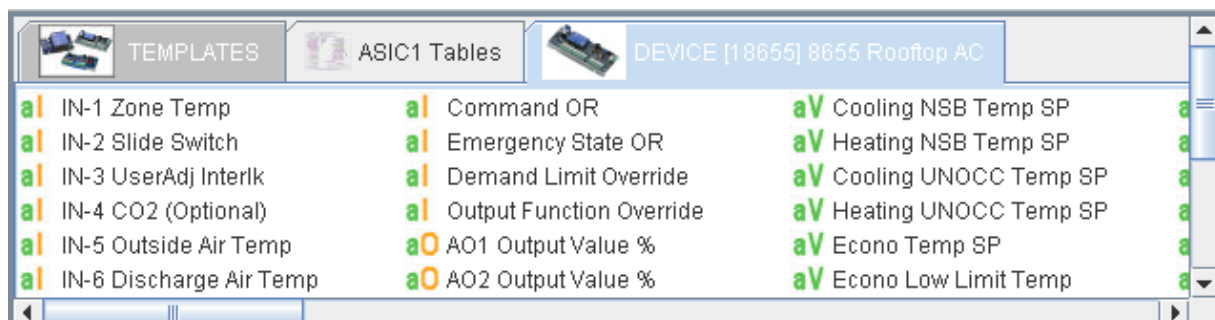 TEMPLATES ASIC1 Tables DEVICE [18655] 8655 Rooftop AC
aI IN-1 Zone Temp aI Command OR aV Cooling NSB Temp SP a
aI IN-2 Slide Switch aI Emergency State OR aV Heating NSB Temp SP a
aI IN-3 UserAdj Interlk aI Demand Limit Override aV Cooling UNOCC Temp SP a
aI IN-4 CO2 (Optional) aI Output Function Override aV Heating UNOCC Temp SP a
aI IN-5 Outside Air Temp aO AO1 Output Value % aV Econo Temp SP a
aI IN-6 Discharge Air Temp aO AO2 Output Value % aV Econo Low Limit Temp a